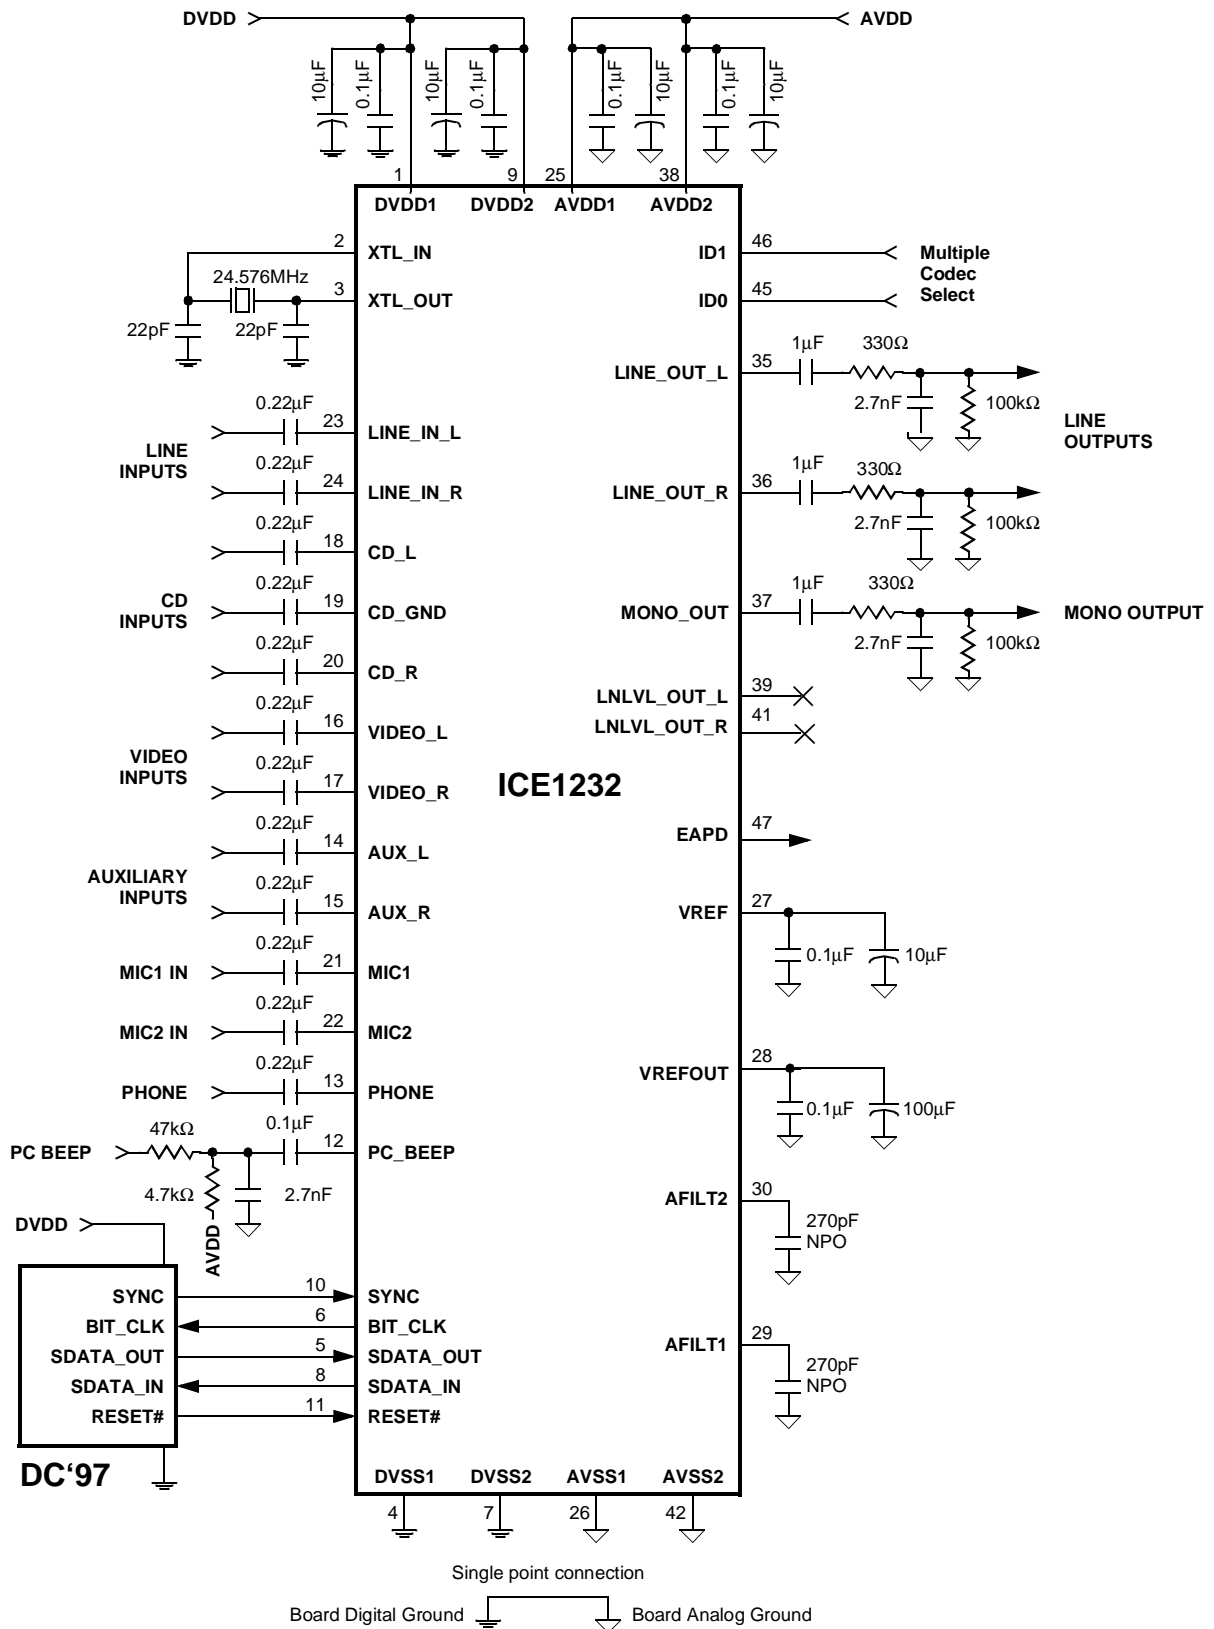 DVDD
AVDD
10μF
0.1μF
10μF
0.1μF
0.1μF
10μF
0.1μF
10μF
1
9
25
38
DVDD1
DVDD2
AVDD1
AVDD2
2
XTL_IN
24.576MHz
3
XTL_OUT
22pF
22pF
0.22μF
23
LINE_IN_L
LINE
INPUTS
0.22μF
24
LINE_IN_R
0.22μF
18
CD_L
CD
INPUTS
0.22μF
19
CD_GND
0.22μF
20
CD_R
0.22μF
16
VIDEO_L
VIDEO
INPUTS
0.22μF
17
VIDEO_R
0.22μF
14
AUX_L
AUXILIARY
INPUTS
0.22μF
15
AUX_R
0.22μF
MIC1 IN
21
MIC1
0.22μF
MIC2 IN
22
MIC2
0.22μF
PHONE
13
PHONE
47kΩ
0.1μF
PC BEEP
12
PC_BEEP
4.7kΩ
2.7nF
AVDD
DVDD
SYNC
10
SYNC
BIT_CLK
6
BIT_CLK
SDATA_OUT
5
SDATA_OUT
SDATA_IN
8
SDATA_IN
RESET#
11
RESET#
DC‘97
ICE1232
ID1
46
Multiple
Codec
Select
ID0
45
LINE_OUT_L
35
1μF
330Ω
2.7nF
100kΩ
LINE
OUTPUTS
LINE_OUT_R
36
1μF
330Ω
2.7nF
100kΩ
MONO_OUT
37
1μF
330Ω
MONO OUTPUT
2.7nF
100kΩ
LNLVL_OUT_L
39
LNLVL_OUT_R
41
EAPD
47
VREF
27
0.1μF
10μF
VREFOUT
28
0.1μF
100μF
AFILT2
30
270pF
NPO
AFILT1
29
270pF
NPO
DVSS1
DVSS2
AVSS1
AVSS2
4
7
26
42
Single point connection
Board Digital Ground
Board Analog Ground